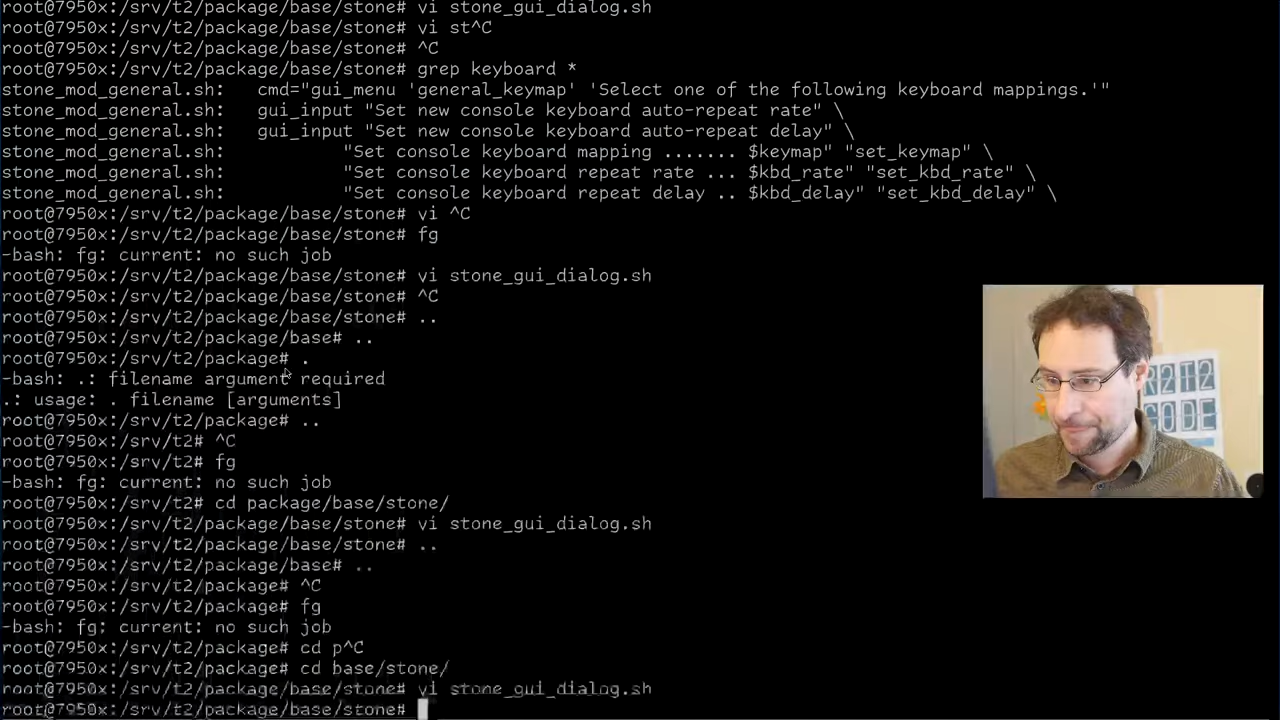 root@7950x:/srv/t2/package/base/stone# vi stone_gui_dialog.sh
root@7950x:/srv/t2/package/base/stone# vi st^C
root@7950x:/srv/t2/package/base/stone# ^C
root@7950x:/srv/t2/package/base/stone# grep keyboard *
stone_mod_general.sh:   cmd="gui_menu 'general_keymap' 'Select one of the following keyboard mappings.'"
stone_mod_general.sh:   gui_input "Set new console keyboard auto-repeat rate" \
stone_mod_general.sh:   gui_input "Set new console keyboard auto-repeat delay" \
stone_mod_general.sh:           "Set console keyboard mapping ....... $keymap" "set_keymap" \
stone_mod_general.sh:           "Set console keyboard repeat rate ... $kbd_rate" "set_kbd_rate" \
stone_mod_general.sh:           "Set console keyboard repeat delay .. $kbd_delay" "set_kbd_delay" \
root@7950x:/srv/t2/package/base/stone# vi ^C
root@7950x:/srv/t2/package/base/stone# fg
-bash: fg: current: no such job
root@7950x:/srv/t2/package/base/stone# vi stone_gui_dialog.sh
root@7950x:/srv/t2/package/base/stone# ^C
root@7950x:/srv/t2/package/base/stone# ..
root@7950x:/srv/t2/package/base# ..
root@7950x:/srv/t2/package# .
-bash: .: filename argument required
.: usage: . filename [arguments]
root@7950x:/srv/t2/package# ..
root@7950x:/srv/t2# ^C
root@7950x:/srv/t2# fg
-bash: fg: current: no such job
root@7950x:/srv/t2# cd package/base/stone/
root@7950x:/srv/t2/package/base/stone# vi stone_gui_dialog.sh
root@7950x:/srv/t2/package/base/stone# ..
root@7950x:/srv/t2/package/base# ..
root@7950x:/srv/t2/package# ^C
root@7950x:/srv/t2/package# fg
-bash: fg: current: no such job
root@7950x:/srv/t2/package# cd p^C
root@7950x:/srv/t2/package# cd base/stone/
root@7950x:/srv/t2/package/base/stone# vi stone_gui_dialog.sh
root@7950x:/srv/t2/package/base/stone#
R2T2
CODE